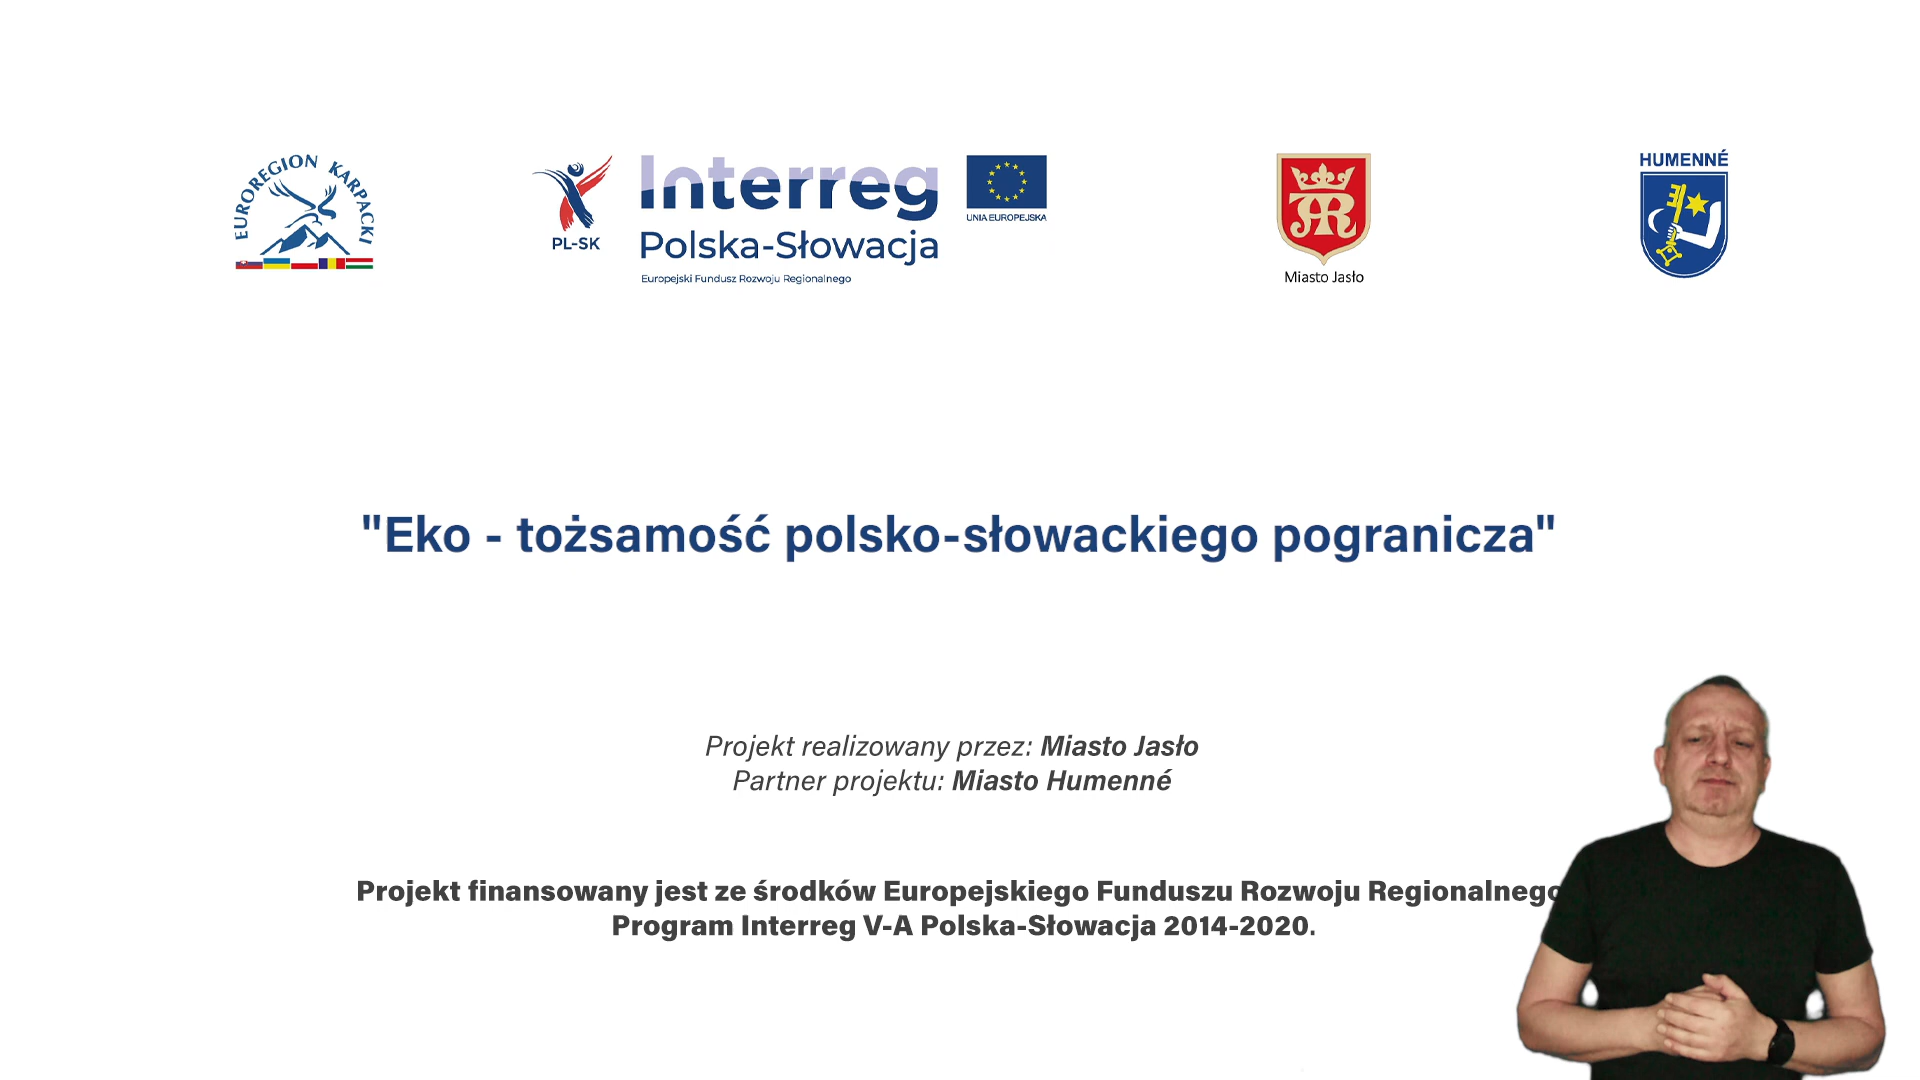 EUROREGION KARPACKI
PL-SK
Interreg
Polska-Słowacja
Europejski Fundusz Rozwoju Regionalnego
UNIA EUROPEJSKA
Miasto Jasło
HUMENNÉ
"Eko - tożsamość polsko-słowackiego pogranicza"
Projekt realizowany przez: Miasto Jasło
Partner projektu: Miasto Humenné
Projekt finansowany jest ze środków Europejskiego Funduszu Rozwoju Regionalnego
Program Interreg V-A Polska-Słowacja 2014-2020.